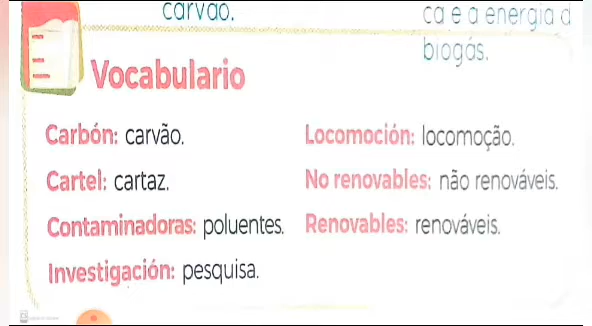 carvão.
ca e a energia d
biogás.
Vocabulario
Carbón: carvão.
Cartel: cartaz.
Contaminadoras: poluentes.
Investigación: pesquisa.
Locomoción: locomoção.
No renovables: não renováveis.
Renovables: renováveis.